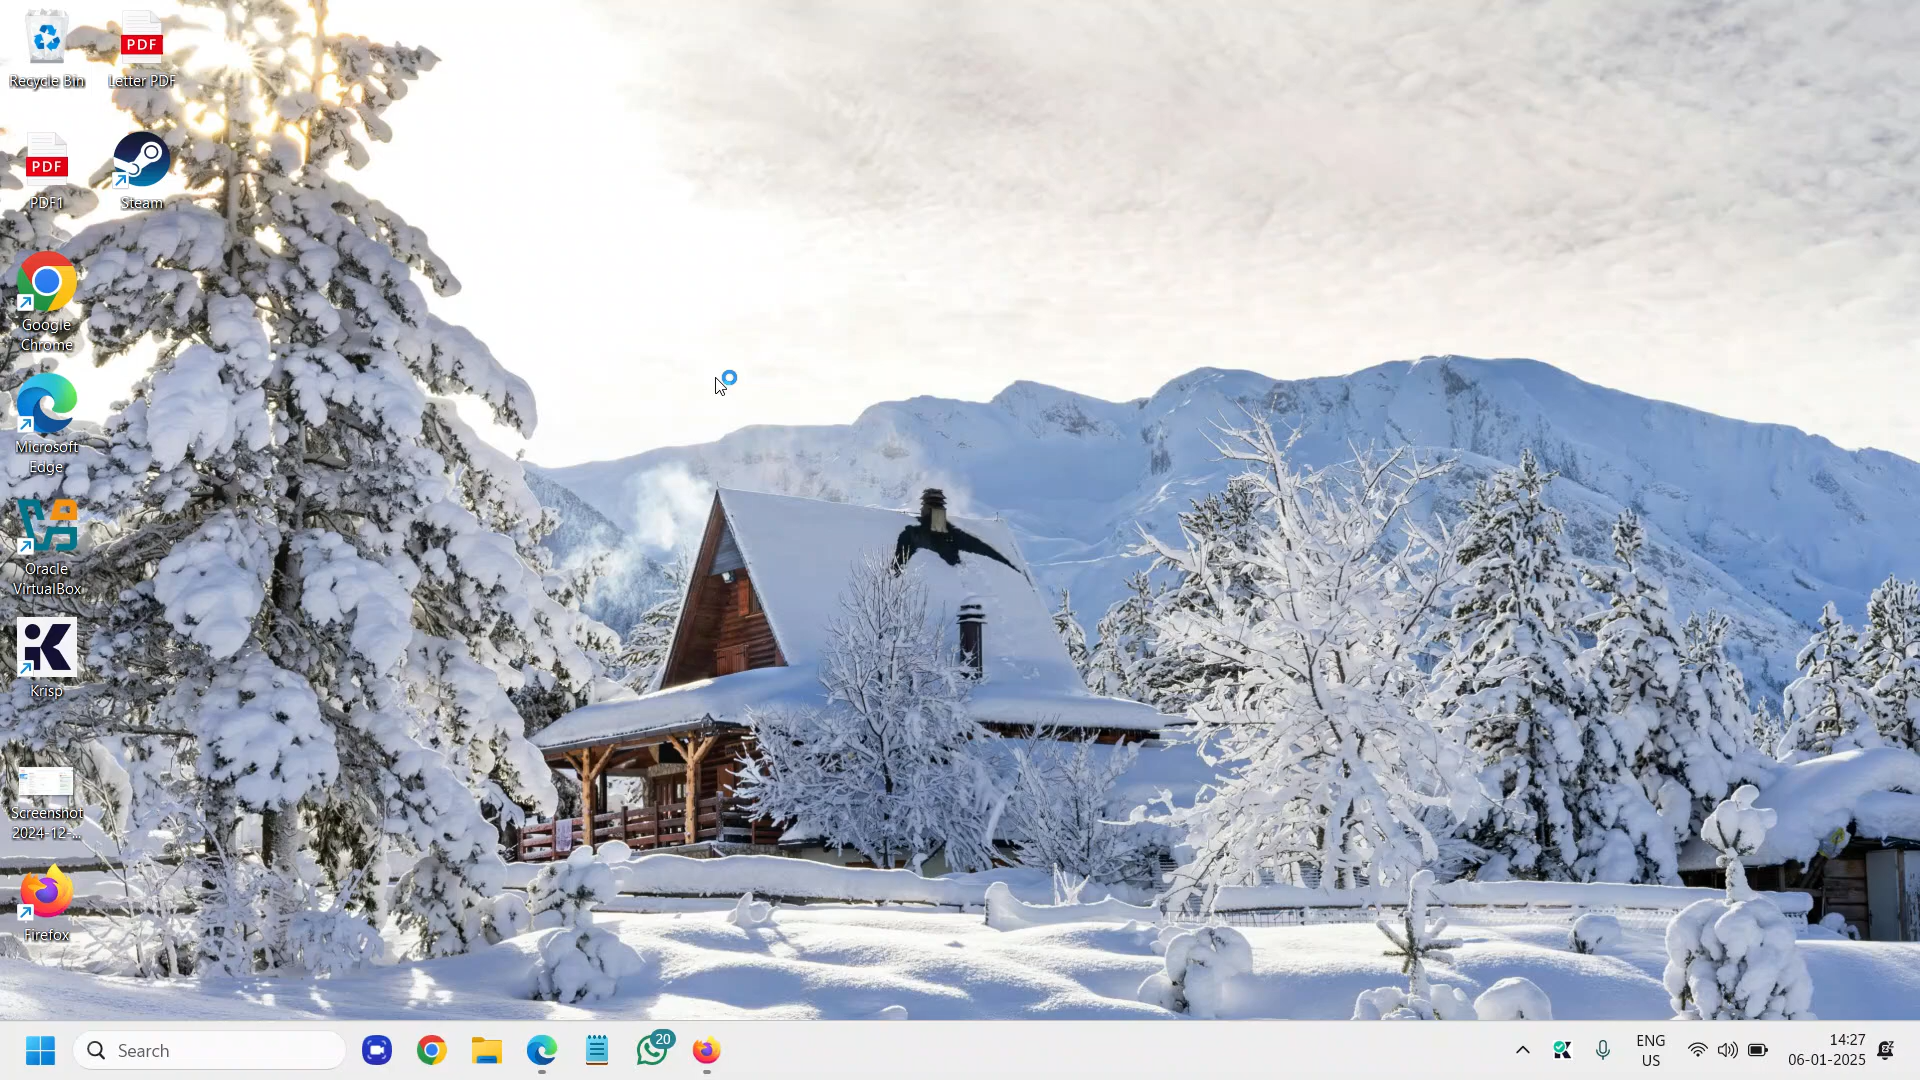 Recycle Bin
PDF
Letter PDF
PDF
PDF1
Steam
Google
Chrome
Microsoft
Edge
Oracle
VirtualBox
Krisp
Screenshot
2024-12-...
Firefox
Search
20
ENG
US
14:27
06-01-2025